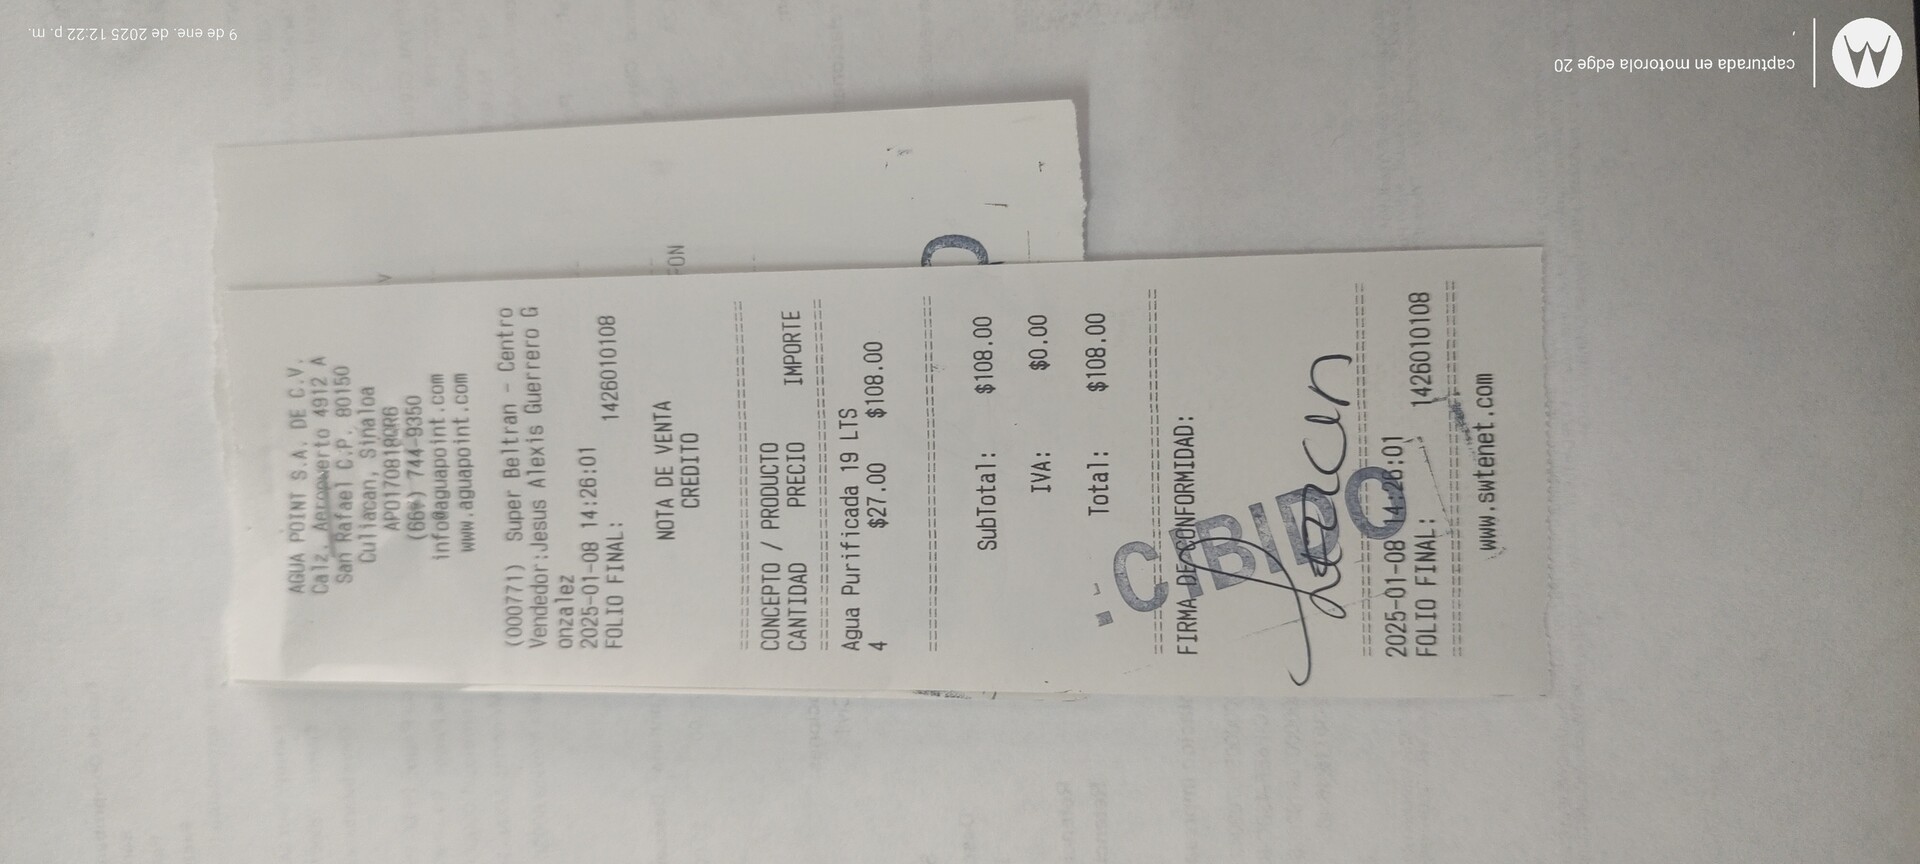 AGUA POINT S.A. DE C.V.
Calz. Aeropuerto 4912 A
San Rafael C.P. 80150
Culiacan, Sinaloa
(667) 744-9350
info@aguapoint.com
www.aguapoint.com
(000771) Super Beltran - Centro
Vendedor:Jesus Alexis Guerrero G
onzalez
2025-01-08 14:26:01
FOLIO FINAL: 1426010108
NOTA DE VENTA
CREDITO
CONCEPTO / PRODUCTO
CANTIDAD PRECIO IMPORTE
Agua Purificada 19 LTS
4 $27.00 $108.00
SubTotal: $108.00
IVA: $0.00
Total: $108.00
FIRMA DE CONFORMIDAD:
CIBIDO
2025-01-08 14:26:01
FOLIO FINAL: 1426010108
www.swtenet.com
capturada en motorola edge 20
9 de ene. de 2025 12:22 p. m.